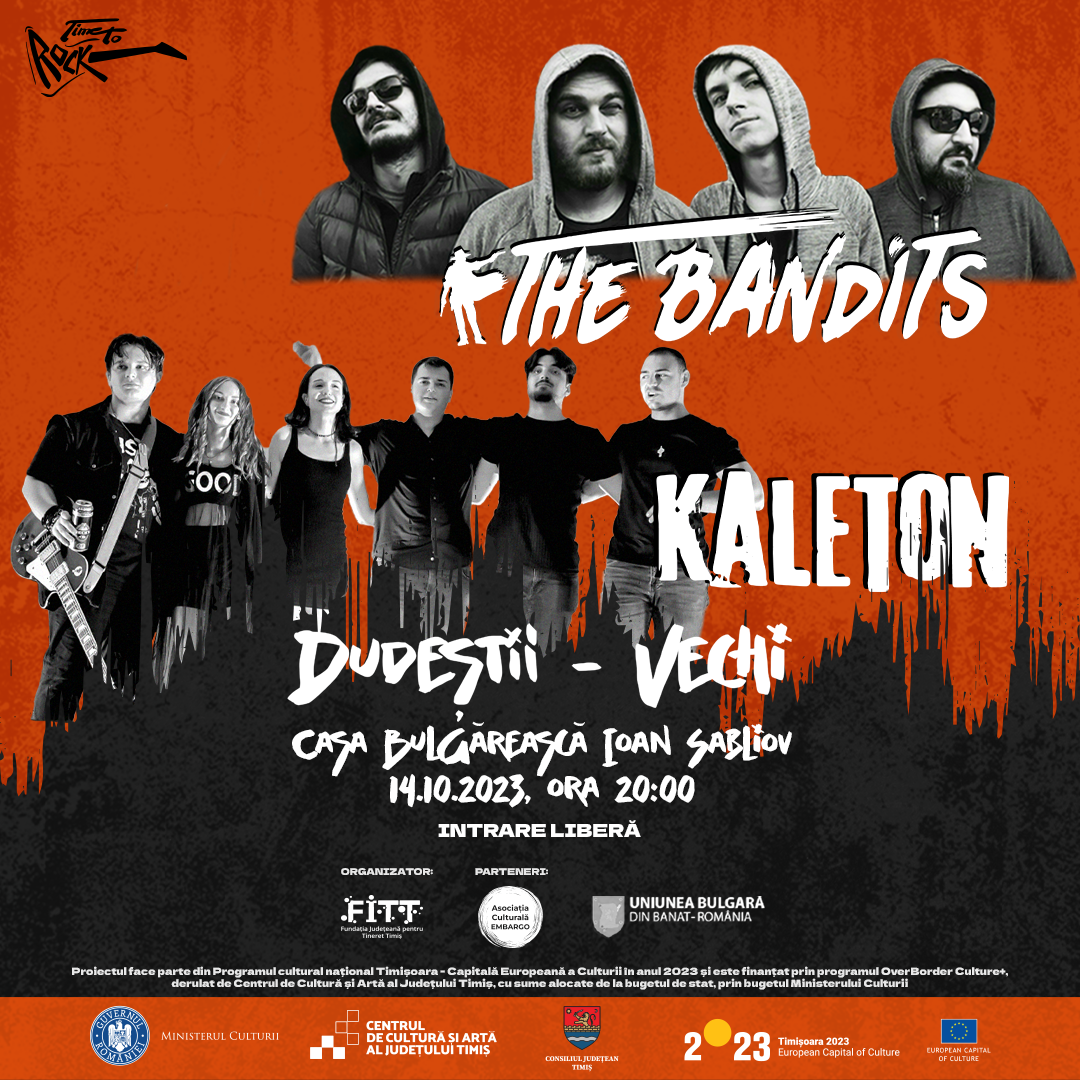 Time to
Rock
THE BANDITS
GOOD
KALETON
Dudeștii - Vechi
Casa Bulgărească Ioan Sabliov
14.10.2023, ora 20:00
INTRARE LIBERĂ
ORGANIZATOR: PARTENERI:
FITT
Fundația Județeană pentru
Tineret Timiș
Asociația
Culturală
EMBARGO
UNIUNEA BULGARĂ
DIN BANAT-ROMÂNIA
Proiectul face parte din Programul cultural național Timișoara - Capitală Europeană a Culturii în anul 2023 și este finanțat prin programul OverBorder Culture+,
derulat de Centrul de Cultură și Artă al Județului Timiș, cu sume alocate de la bugetul de stat, prin bugetul Ministerului Culturii
GUVERNUL ROMÂNIEI
MINISTERUL CULTURII
CENTRUL
DE CULTURĂ SI ARTĂ
AL JUDEȚULUI TIMIȘ
CONSILIUL JUDEȚEAN
TIMIȘ
2023
Timișoara 2023
European Capital of Culture
EUROPEAN CAPITAL
OF CULTURE